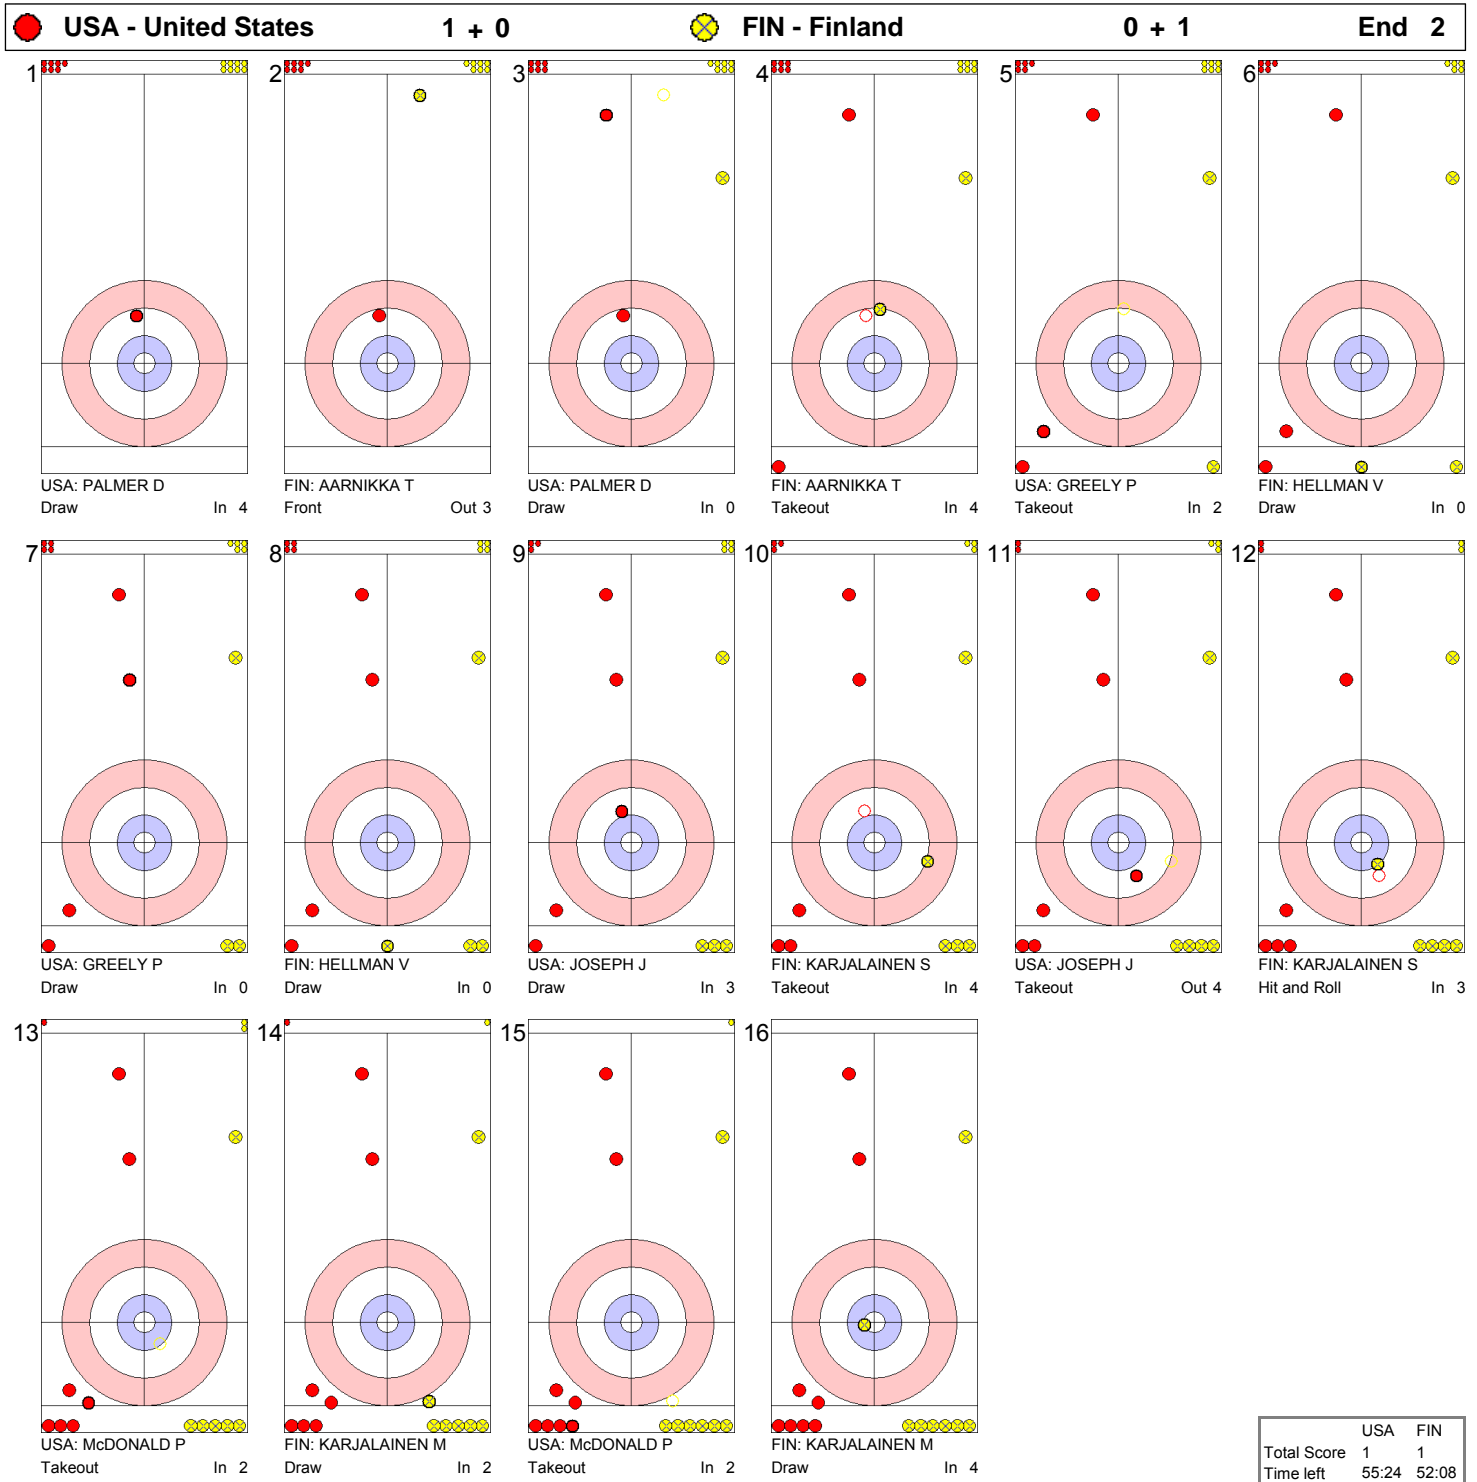 USA - United States 1 + 0 FIN - Finland 0 + 1 End 2
1 2 3 4 5 6
USA: PALMER D FIN: AARNIKKA T USA: PALMER D FIN: AARNIKKA T USA: GREELY P FIN: HELLMAN V
Draw In 4 Front Out 3 Draw In 0 Takeout In 4 Takeout In 2 Draw In 0
7 8 9 10 11 12
USA: GREELY P FIN: HELLMAN V USA: JOSEPH J FIN: KARJALAINEN S USA: JOSEPH J FIN: KARJALAINEN S
Draw In 0 Draw In 0 Draw In 3 Takeout In 4 Takeout Out 4 Hit and Roll In 3
13 14 15 16
USA: McDONALD P FIN: KARJALAINEN M USA: McDONALD P FIN: KARJALAINEN M
Takeout In 2 Draw In 2 Takeout In 2 Draw In 4
USA FIN
Total Score 1 1
Time left 55:24 52:08